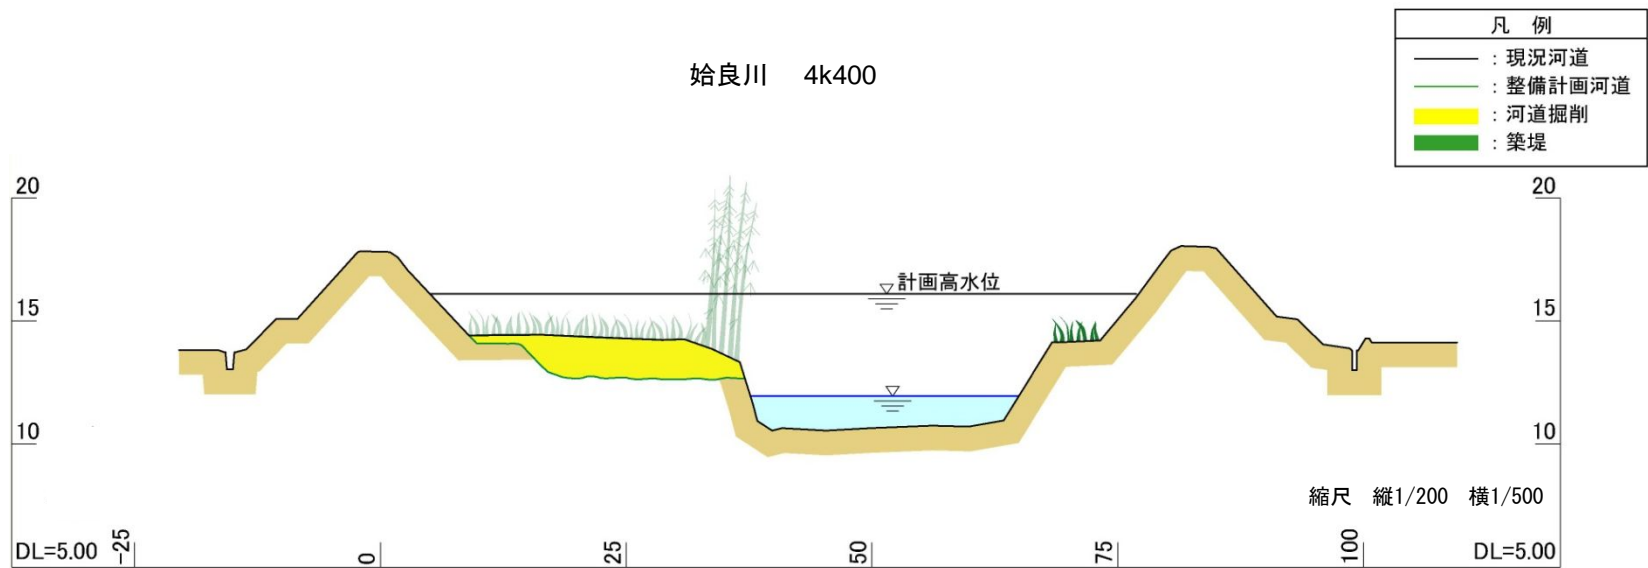 凡 例
：現況河道
：整備計画河道
：河道掘削
：築堤
姶良川 4k400
20
20
計画高水位
15
15
10
10
縮尺 縦1/200 横1/500
DL=5.00
-25
0
25
50
75
100
DL=5.00